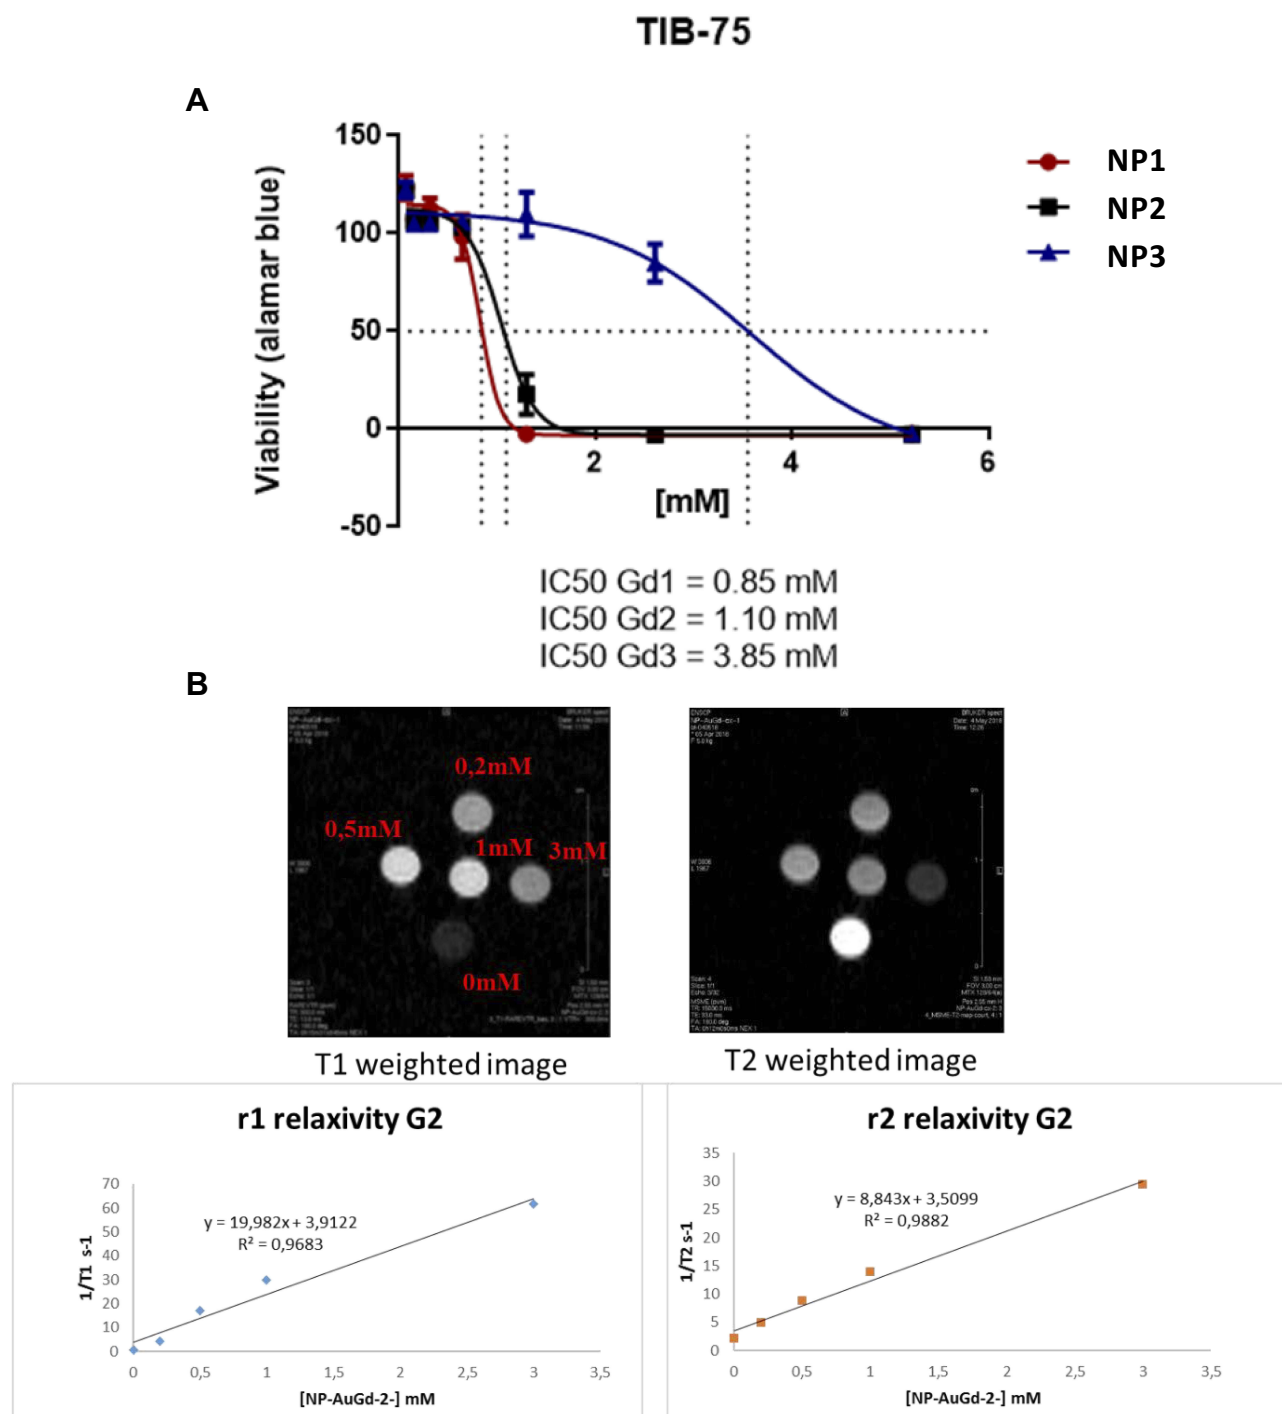 TIB-75
A
150
100
50
0
-50
2
4
6
Viability (alamar blue)
[mM]
NP1
NP2
NP3
IC50 Gd1 = 0.85 mM
IC50 Gd2 = 1.10 mM
IC50 Gd3 = 3.85 mM
B
0,2mM
0,5mM
1mM
3mM
0mM
T1 weighted image
T2 weighted image
r1 relaxivity G2
70
60
50
40
30
20
10
0
1/T1 s-1
y = 19,982x + 3,9122
R² = 0,9683
0
0,5
1
1,5
2
2,5
3
3,5
[NP-AuGd-2-] mM
r2 relaxivity G2
35
30
25
20
15
10
5
0
1/T2 s-1
y = 8,843x + 3,5099
R² = 0,9882
0
0,5
1
1,5
2
2,5
3
3,5
[NP-AuGd-2-] mM